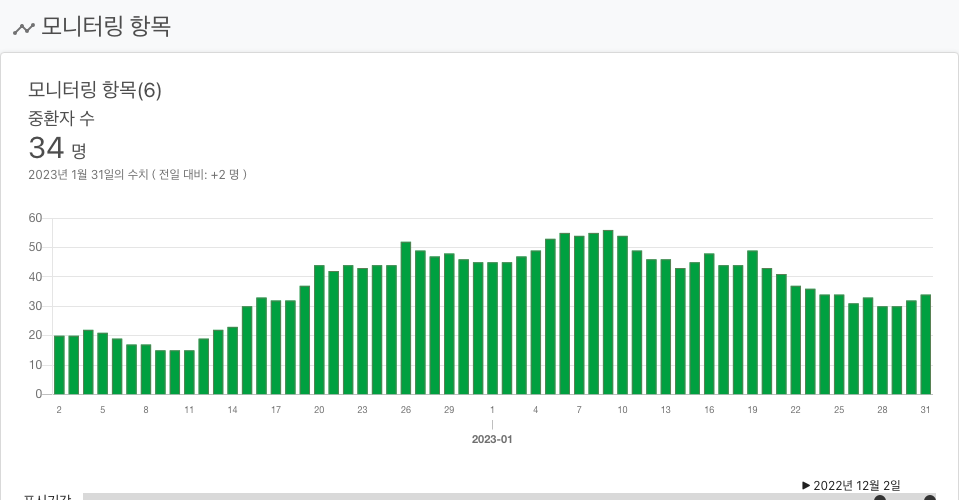 모니터링 항목
모니터링 항목(6)
중환자 수
34 명
2023년 1월 31일의 수치 ( 전일 대비: +2 명 )
60
50
40
30
20
10
0
2 5 8 11 14 17 20 23 26 29 1 4 7 10 13 16 19 22 25 28 31
2023-01
▶ 2022년 12월 2일
표시기간